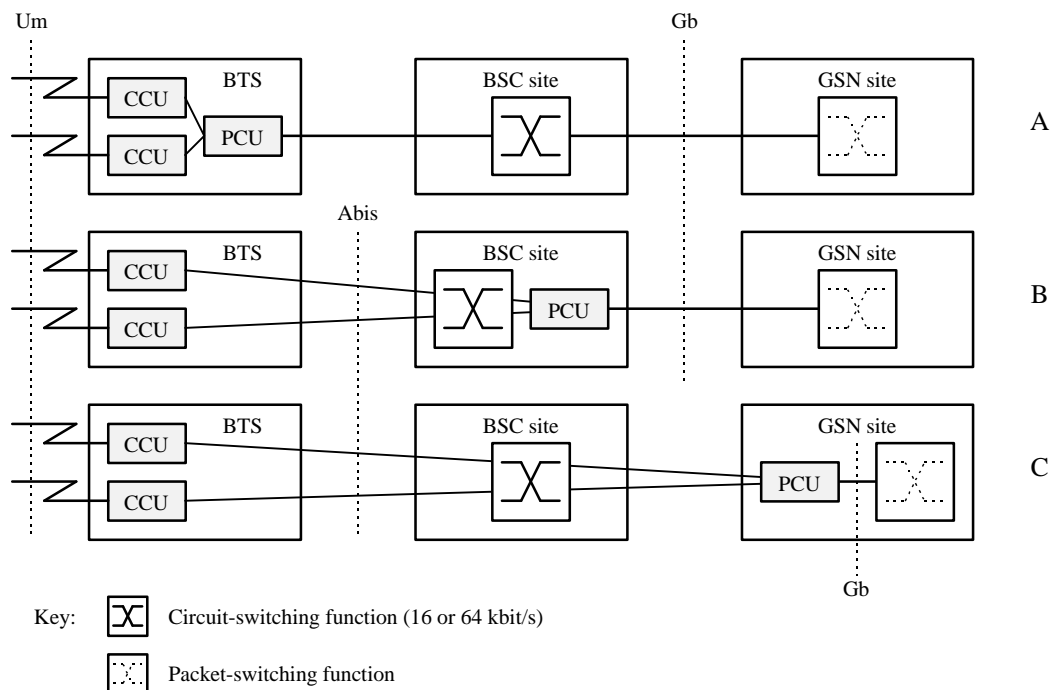 Um
Gb
BTS
BSC site
GSN site
CCU
CCU
PCU
A
Abis
BTS
BSC site
GSN site
CCU
CCU
PCU
B
BTS
BSC site
GSN site
CCU
CCU
PCU
C
Gb
Key:
Circuit-switching function (16 or 64 kbit/s)
Packet-switching function